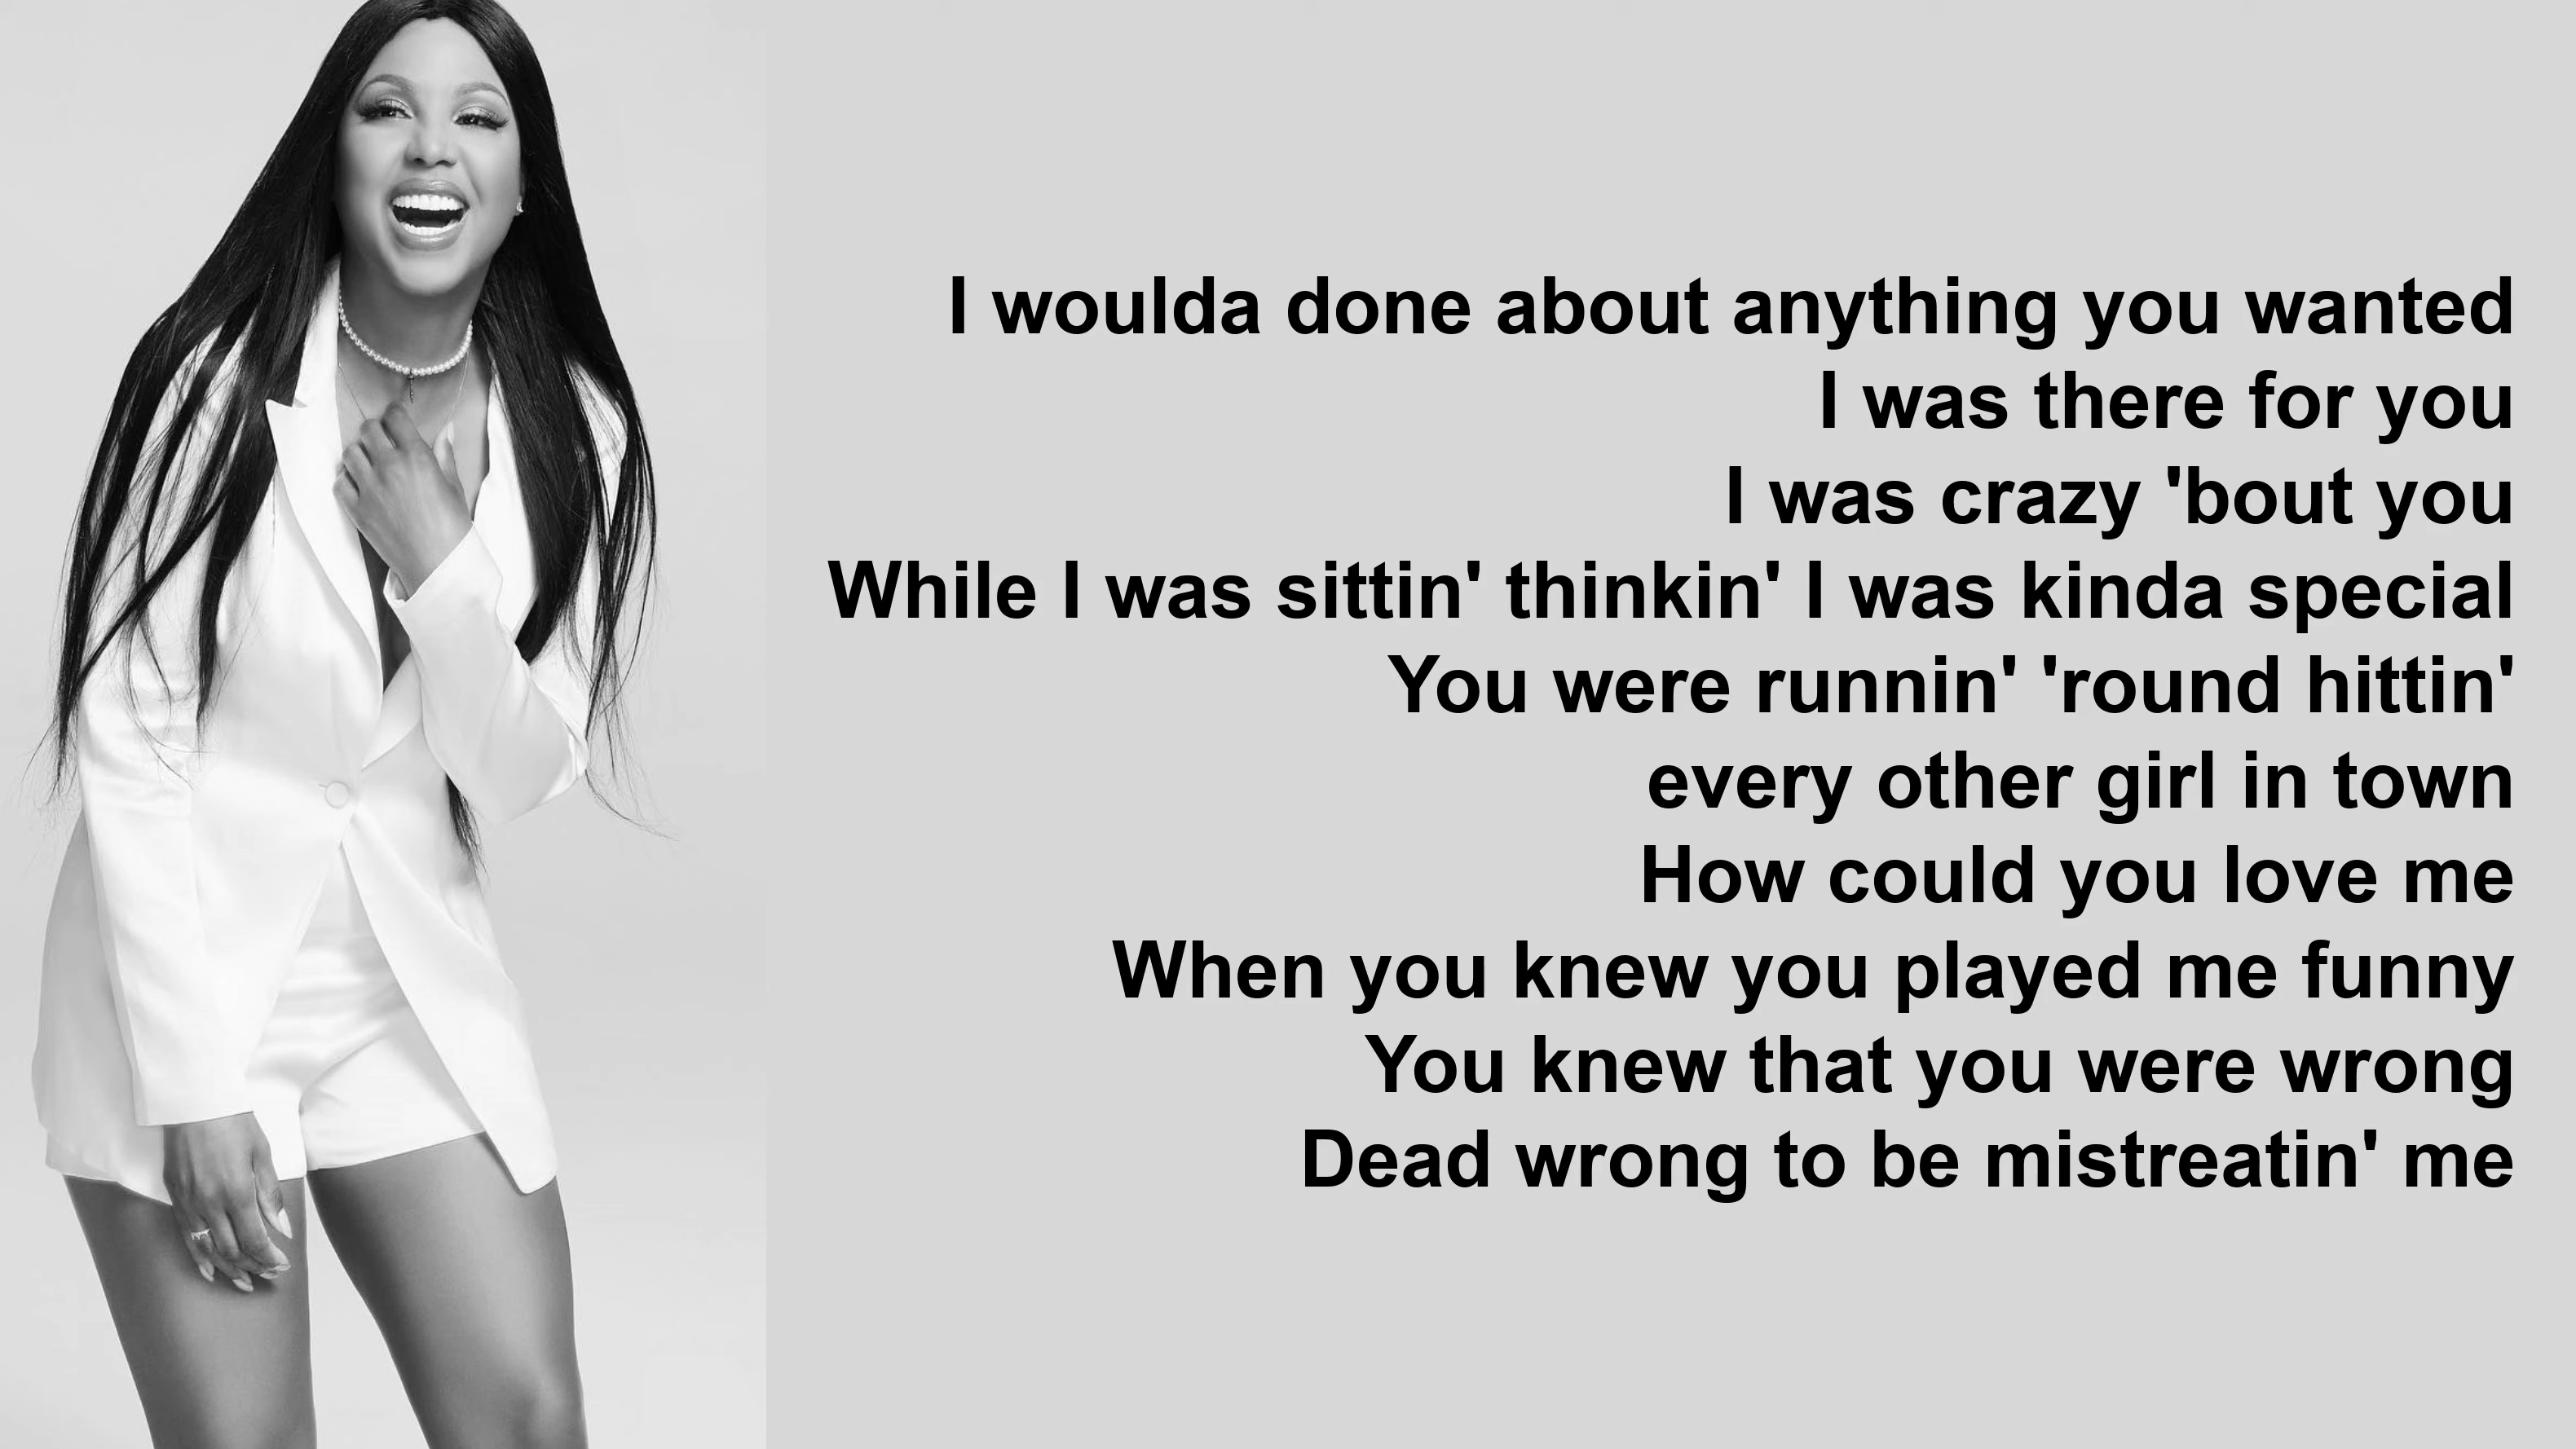 I woulda done about anything you wanted
I was there for you
I was crazy 'bout you
While I was sittin' thinkin' I was kinda special
You were runnin' 'round hittin'
every other girl in town
How could you love me
When you knew you played me funny
You knew that you were wrong
Dead wrong to be mistreatin' me